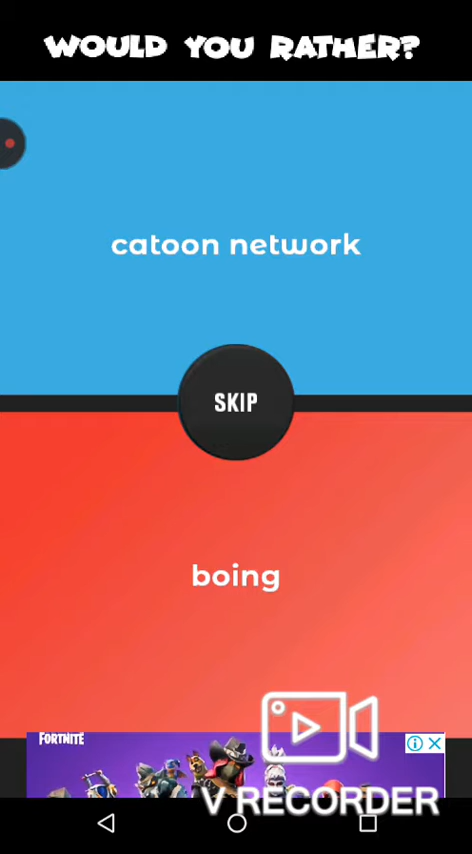 WOULD YOU RATHER?
catoon network
SKIP
boing
FORTNITE
V RECORDER